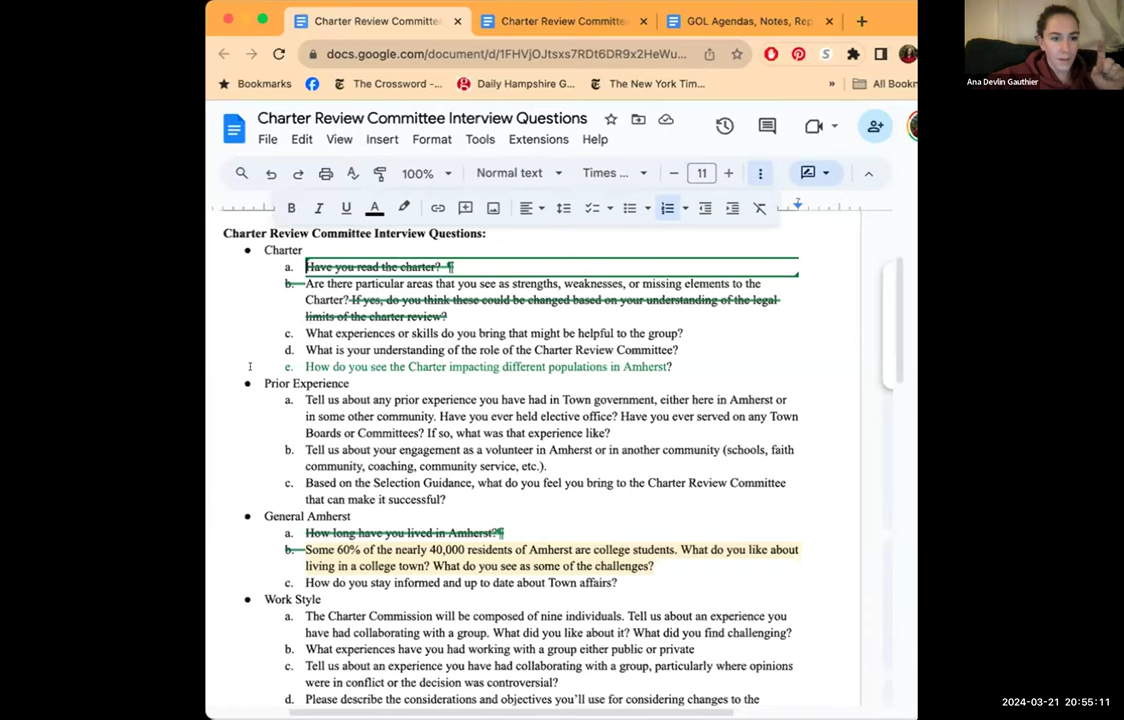 Charter Review Committe
Charter Review Committe
GOL Agendas, Notes, Rep
docs.google.com/document/d/1FHVjOJtsxs7RDt6DR9x2HeWu...
Bookmarks
The Crossword -...
Daily Hampshire G...
The New York Tim...
»
All Bookn
Charter Review Committee Interview Questions
File Edit View Insert Format Tools Extensions Help
100% Normal text Times ... 11
B I U A
Charter Review Committee Interview Questions:
Charter
a. Have you read the charter? ¶
b. Are there particular areas that you see as strengths, weaknesses, or missing elements to the
Charter? If yes, do you think these could be changed based on your understanding of the legal
limits of the charter review?
c. What experiences or skills do you bring that might be helpful to the group?
d. What is your understanding of the role of the Charter Review Committee?
e. How do you see the Charter impacting different populations in Amherst?
Prior Experience
a. Tell us about any prior experience you have had in Town government, either here in Amherst or
in some other community. Have you ever held elective office? Have you ever served on any Town
Boards or Committees? If so, what was that experience like?
b. Tell us about your engagement as a volunteer in Amherst or in another community (schools, faith
community, coaching, community service, etc.).
c. Based on the Selection Guidance, what do you feel you bring to the Charter Review Committee
that can make it successful?
General Amherst
a. How long have you lived in Amherst?¶
b. Some 60% of the nearly 40,000 residents of Amherst are college students. What do you like about
living in a college town? What do you see as some of the challenges?
c. How do you stay informed and up to date about Town affairs?
Work Style
a. The Charter Commission will be composed of nine individuals. Tell us about an experience you
have had collaborating with a group. What did you like about it? What did you find challenging?
b. What experiences have you had working with a group either public or private
c. Tell us about an experience you have had collaborating with a group, particularly where opinions
were in conflict or the decision was controversial?
d. Please describe the considerations and objectives you'll use for considering changes to the
Ana Devlin Gauthier
2024-03-21 20:55:11